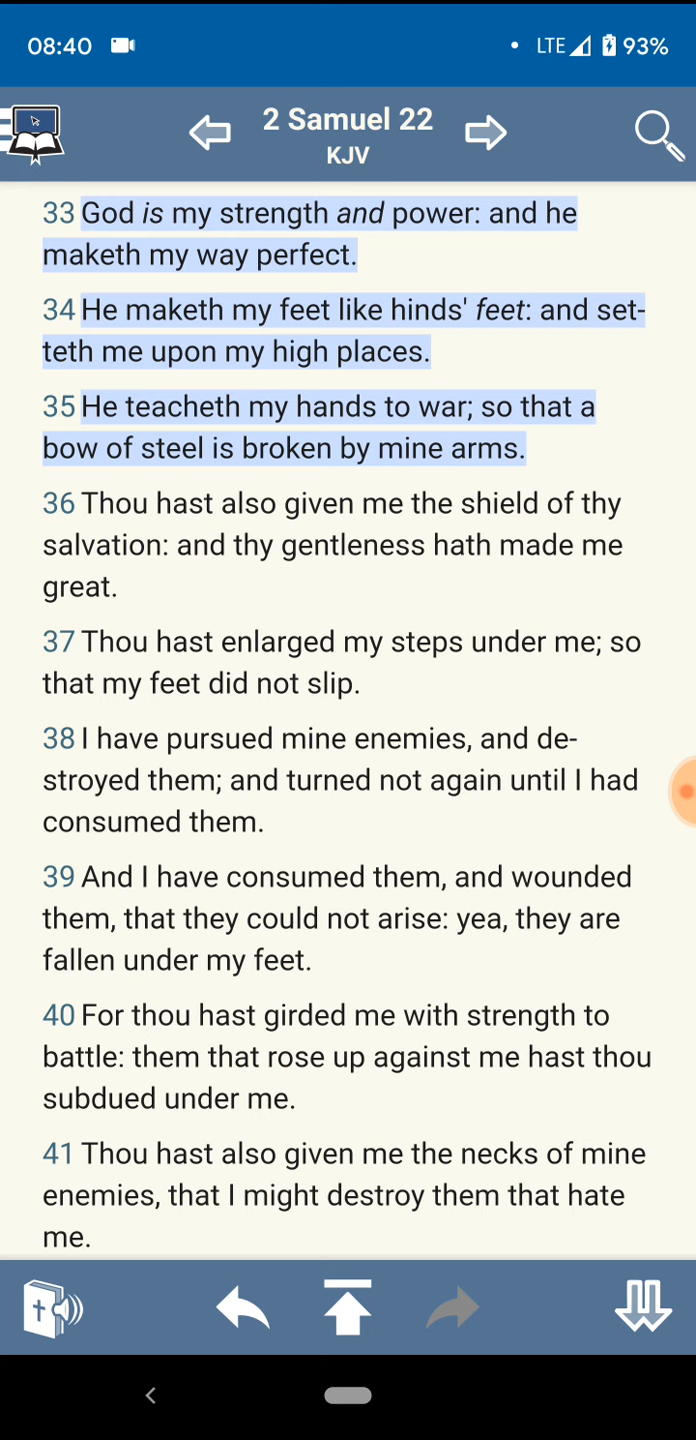 08:40 LTE 93%
2 Samuel 22
KJV
33 God is my strength and power: and he
maketh my way perfect.
34 He maketh my feet like hinds' feet: and set-
teth me upon my high places.
35 He teacheth my hands to war; so that a
bow of steel is broken by mine arms.
36 Thou hast also given me the shield of thy
salvation: and thy gentleness hath made me
great.
37 Thou hast enlarged my steps under me; so
that my feet did not slip.
38 I have pursued mine enemies, and de-
stroyed them; and turned not again until I had
consumed them.
39 And I have consumed them, and wounded
them, that they could not arise: yea, they are
fallen under my feet.
40 For thou hast girded me with strength to
battle: them that rose up against me hast thou
subdued under me.
41 Thou hast also given me the necks of mine
enemies, that I might destroy them that hate
me.